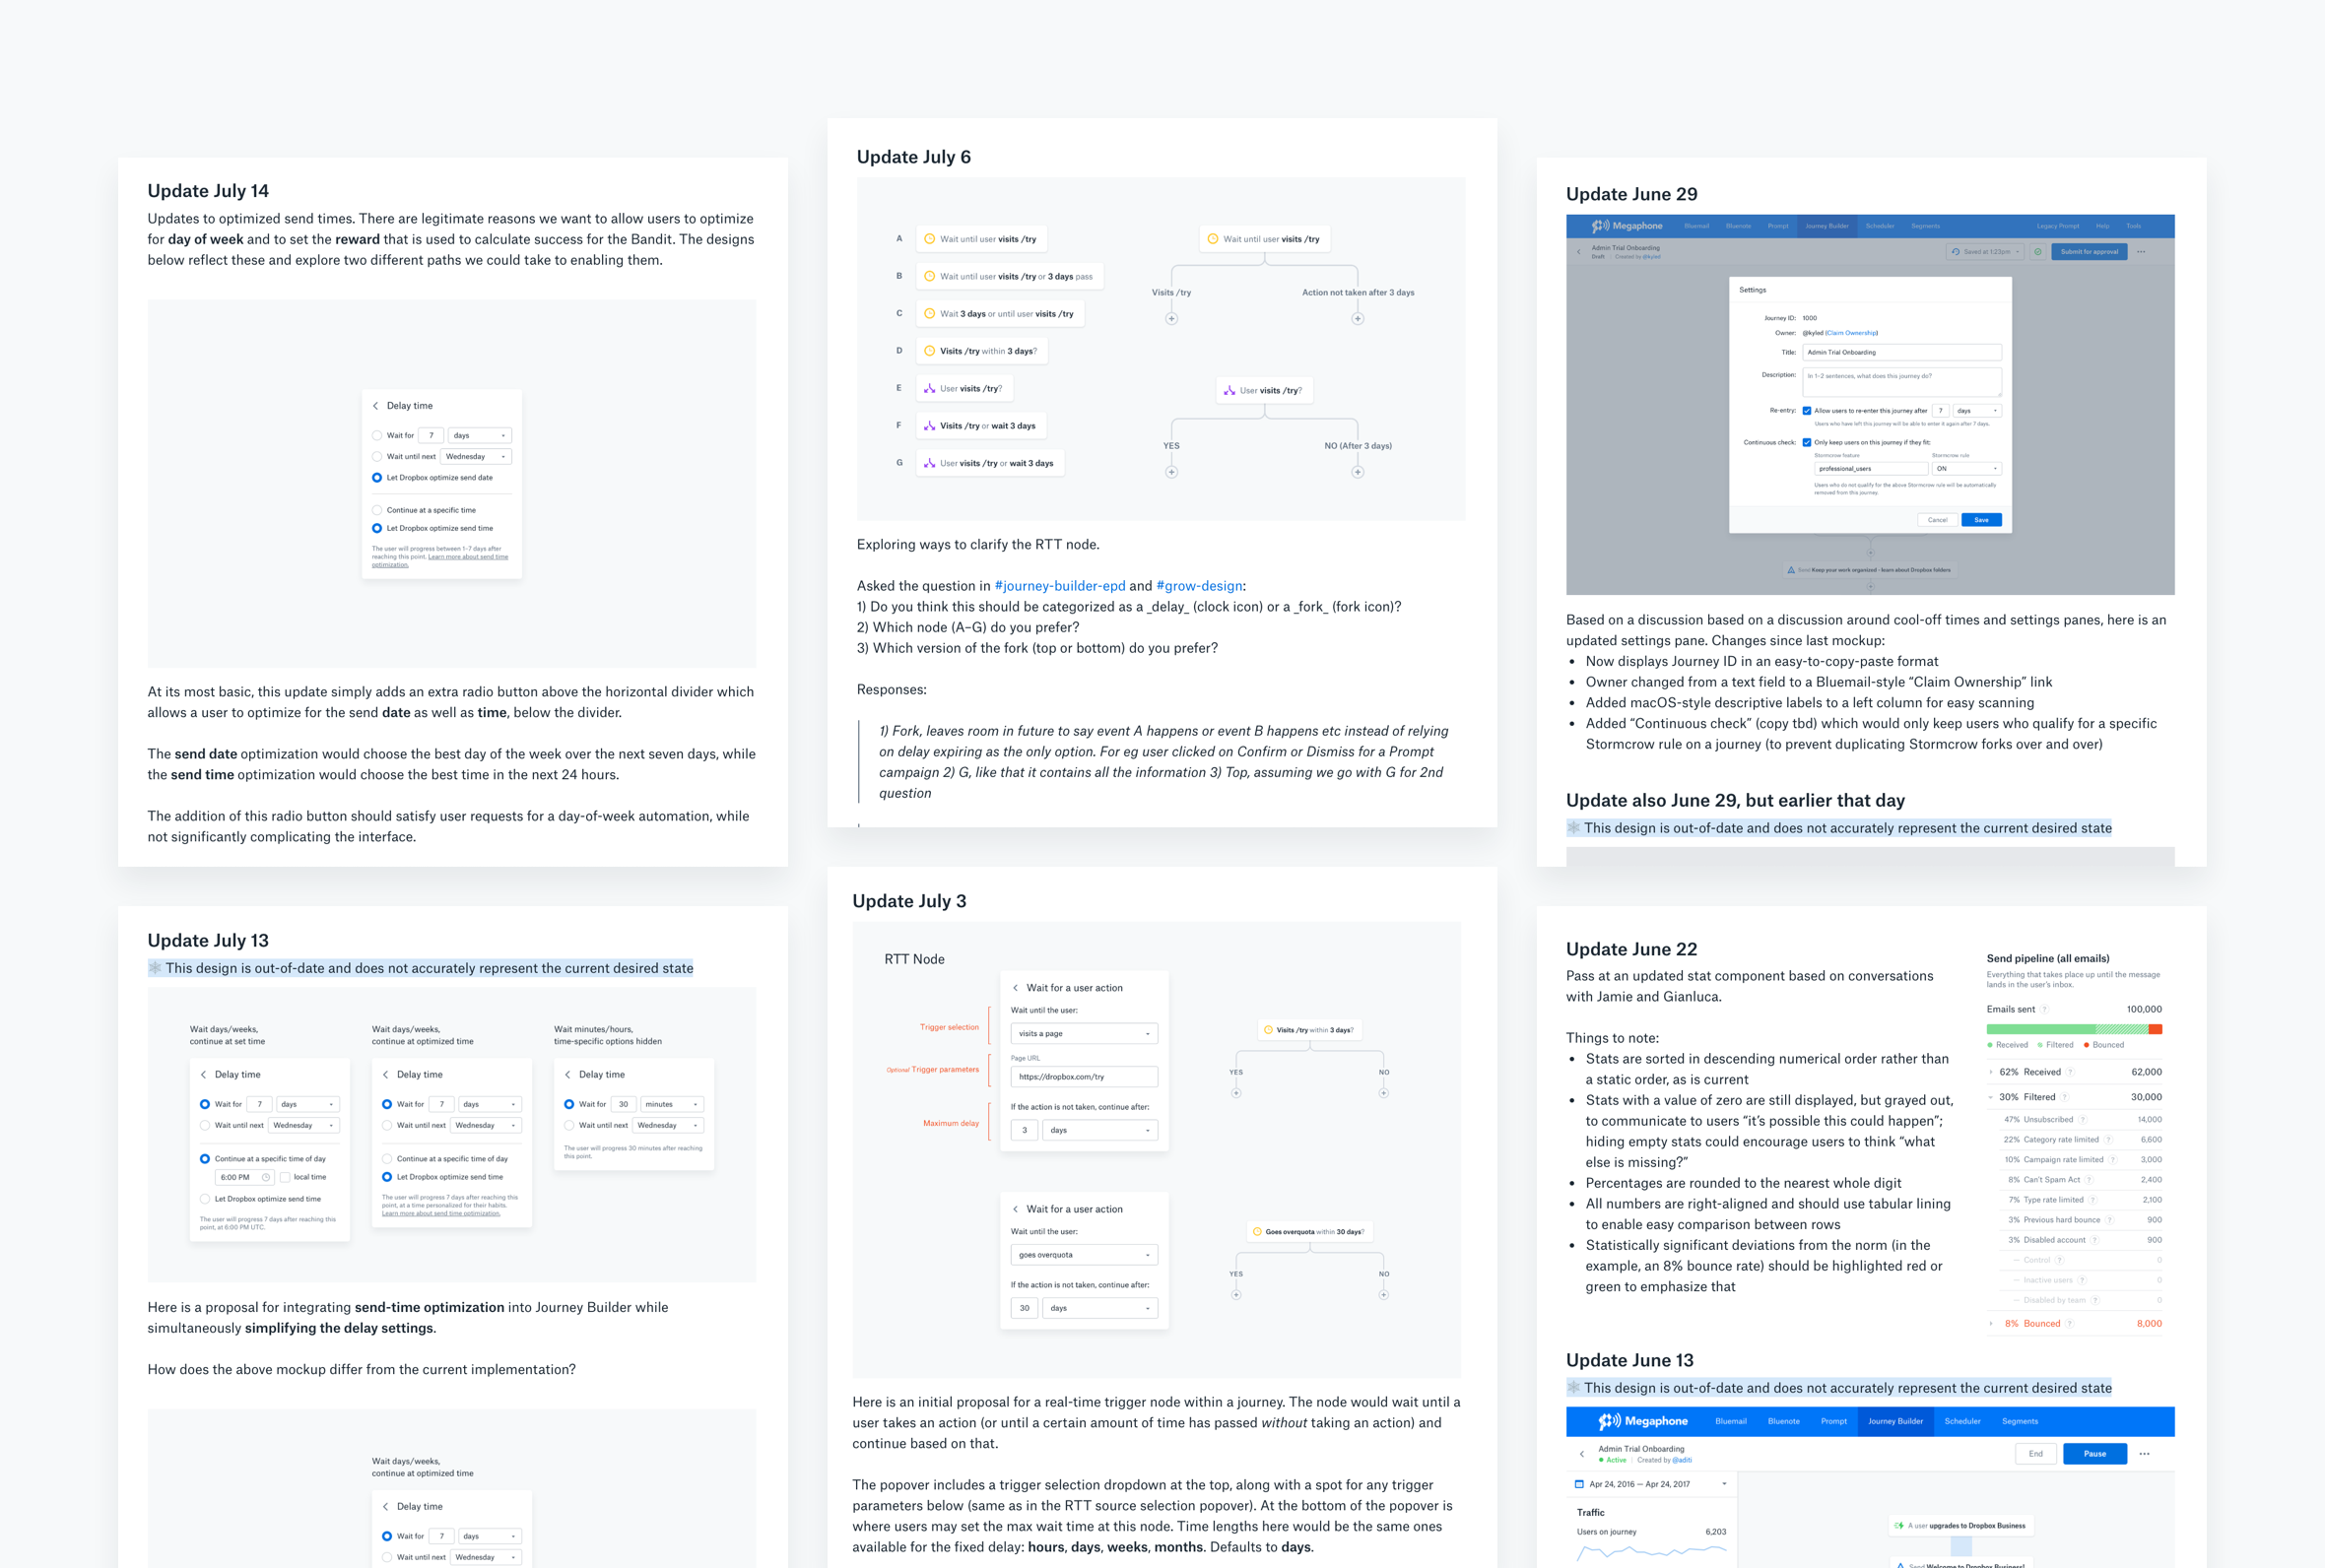 Update July 14
Updates to optimized send times. There are legitimate reasons we want to allow users to optimize
for day of week and to set the reward that is used to calculate success for the Bandit. The designs
below reflect these and explore two different paths we could take to enabling them.
Delay time
Wait for 7 days
Wait until next Wednesday
Let Dropbox optimize send date
Continue at a specific time
Let Dropbox optimize send time
The user will progress between 1-7 days after
reaching this point. Learn more about send time
optimization.
At its most basic, this update simply adds an extra radio button above the horizontal divider which
allows a user to optimize for the send date as well as time, below the divider.
The send date optimization would choose the best day of the week over the next seven days, while
the send time optimization would choose the best time in the next 24 hours.
The addition of this radio button should satisfy user requests for a day-of-week automation, while
not significantly complicating the interface.
Update July 13
This design is out-of-date and does not accurately represent the current desired state
Wait days/weeks,
continue at set time
Delay time
Wait for 7 days
Wait until next Wednesday
Continue at a specific time of day
6:00 PM local time
Let Dropbox optimize send time
The user will progress 7 days after reaching this
point, at 6:00 PM UTC.
Wait days/weeks,
continue at optimized time
Delay time
Wait for 7 days
Wait until next Wednesday
Continue at a specific time of day
Let Dropbox optimize send time
The user will progress 7 days after reaching this
point, at a time personalized for their habits.
Learn more about send time optimization.
Wait minutes/hours,
time-specific options hidden
Delay time
Wait for 30 minutes
Wait until next Wednesday
The user will progress 30 minutes after reaching
this point.
Here is a proposal for integrating send-time optimization into Journey Builder while
simultaneously simplifying the delay settings.
How does the above mockup differ from the current implementation?
Wait days/weeks,
continue at optimized time
Delay time
Wait for 7 days
Wait until next Wednesday
Update July 6
A Wait until user visits /try
B Wait until user visits /try or 3 days pass
C Wait 3 days or until user visits /try
D Visits /try within 3 days?
E User visits /try?
F Visits /try or wait 3 days
G User visits /try or wait 3 days
Wait until user visits /try
Visits /try Action not taken after 3 days
User visits /try?
YES NO (After 3 days)
Exploring ways to clarify the RTT node.
Asked the question in #journey-builder-epd and #grow-design:
1) Do you think this should be categorized as a _delay_ (clock icon) or a _fork_ (fork icon)?
2) Which node (A–G) do you prefer?
3) Which version of the fork (top or bottom) do you prefer?
Responses:
1) Fork, leaves room in future to say event A happens or event B happens etc instead of relying
on delay expiring as the only option. For eg user clicked on Confirm or Dismiss for a Prompt
campaign 2) G, like that it contains all the information 3) Top, assuming we go with G for 2nd
question
Update July 3
RTT Node
Trigger selection
Optional Trigger parameters
Maximum delay
Wait for a user action
Wait until the user:
visits a page
Page URL
https://dropbox.com/try
If the action is not taken, continue after:
3 days
Visits /try within 3 days?
YES NO
Wait for a user action
Wait until the user:
goes overquota
If the action is not taken, continue after:
30 days
Goes overquota within 30 days?
YES NO
Here is an initial proposal for a real-time trigger node within a journey. The node would wait until a
user takes an action (or until a certain amount of time has passed without taking an action) and
continue based on that.
The popover includes a trigger selection dropdown at the top, along with a spot for any trigger
parameters below (same as in the RTT source selection popover). At the bottom of the popover is
where users may set the max wait time at this node. Time lengths here would be the same ones
available for the fixed delay: hours, days, weeks, months. Defaults to days.
Update June 29
Megaphone Bluemail Bluenote Prompt Journey Builder Scheduler Segments Legacy Prompt Help Tools
Admin Trial Onboarding
Draft Created by @kyled
Saved at 1:23pm Submit for approval
Settings
Journey ID: 1000
Owner: @kyled (Claim Ownership)
Title: Admin Trial Onboarding
Description: In 1-2 sentences, what does this journey do?
Re-entry: Allow users to re-enter this journey after 7 days
Users who have left this journey will be able to enter it again after 7 days.
Continuous check: Only keep users on this journey if they fit:
Stormcrow feature Stormcrow rule
professional_users ON
Users who do not qualify for the above Stormcrow rule will be automatically
removed from this journey.
Cancel Save
Send Keep your work organized - learn about Dropbox folders
Based on a discussion based on a discussion around cool-off times and settings panes, here is an
updated settings pane. Changes since last mockup:
• Now displays Journey ID in an easy-to-copy-paste format
• Owner changed from a text field to a Bluemail-style “Claim Ownership” link
• Added macOS-style descriptive labels to a left column for easy scanning
• Added “Continuous check” (copy tbd) which would only keep users who qualify for a specific
Stormcrow rule on a journey (to prevent duplicating Stormcrow forks over and over)
Update also June 29, but earlier that day
This design is out-of-date and does not accurately represent the current desired state
Update June 22
Pass at an updated stat component based on conversations
with Jamie and Gianluca.
Things to note:
• Stats are sorted in descending numerical order rather than
a static order, as is current
• Stats with a value of zero are still displayed, but grayed out,
to communicate to users “it’s possible this could happen”;
hiding empty stats could encourage users to think “what
else is missing?”
• Percentages are rounded to the nearest whole digit
• All numbers are right-aligned and should use tabular lining
to enable easy comparison between rows
• Statistically significant deviations from the norm (in the
example, an 8% bounce rate) should be highlighted red or
green to emphasize that
Send pipeline (all emails)
Everything that takes place up until the message
lands in the user's inbox.
Emails sent ? 100,000
Received Filtered Bounced
62% Received ? 62,000
30% Filtered ? 30,000
47% Unsubscribed ? 14,000
22% Category rate limited ? 6,600
10% Campaign rate limited ? 3,000
8% Can't Spam Act ? 2,400
7% Type rate limited ? 2,100
3% Previous hard bounce ? 900
3% Disabled account ? 900
— Control ? 0
— Inactive users ? 0
— Disabled by team ? 0
8% Bounced ? 8,000
Update June 13
This design is out-of-date and does not accurately represent the current desired state
Megaphone Bluemail Bluenote Prompt Journey Builder Scheduler Segments
Admin Trial Onboarding
Active Created by @aditi
End Pause
Apr 24, 2016 — Apr 24, 2017
Traffic
Users on journey 6,203
A user upgrades to Dropbox Business
Send Welcome to Dropbox Business!